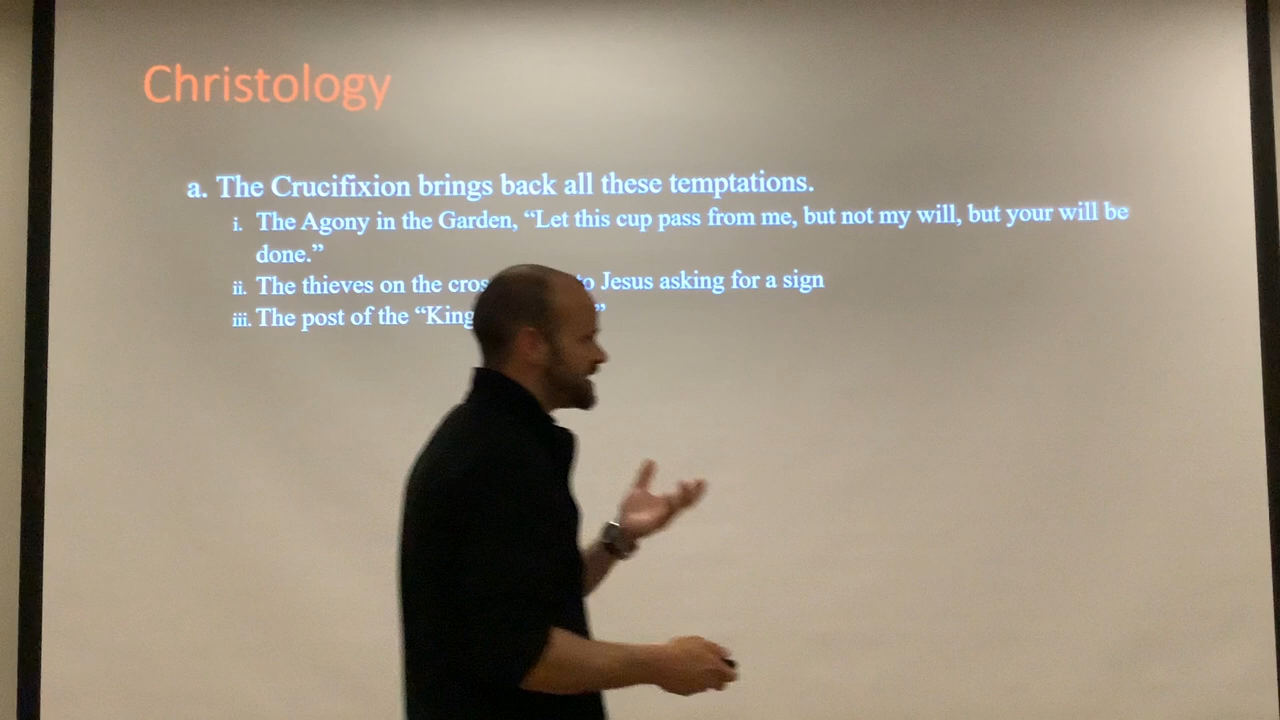 Christology
a. The Crucifixion brings back all these temptations.
i. The Agony in the Garden, “Let this cup pass from me, but not my will, but your will be
done.”
ii. The thieves on the Jesus asking for a sign
iii. The post of the “King ”